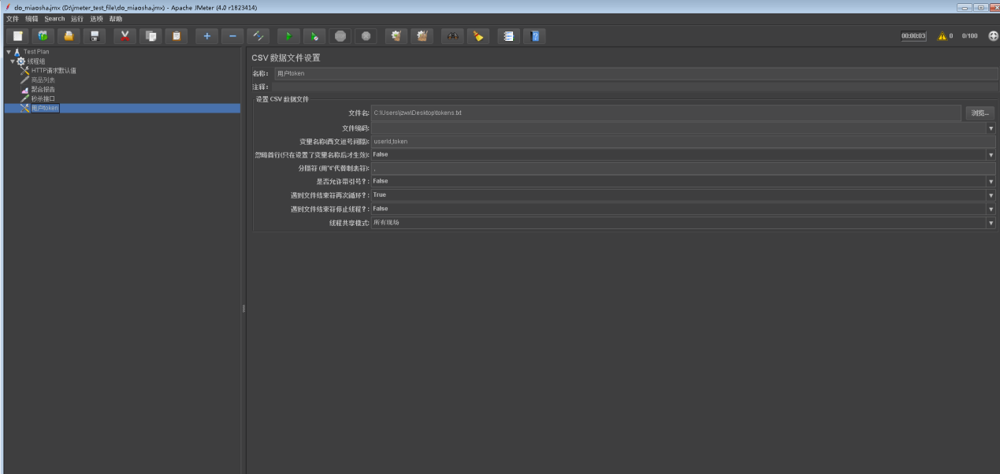 do_miaosha.jmx (D:\jmeter_test_file\do_miaosha.jmx) - Apache JMeter (4.0 r1823414)
文件 编辑 Search 运行 选项 帮助
00:00:03 0 0/100
Test Plan
线程组
HTTP请求默认值
商品列表
聚合报告
秒杀接口
用户token
CSV 数据文件设置
名称: 用户token
注释:
设置 CSV 数据文件
文件名: C:\Users\jzwx\Desktop\tokens.txt 浏览...
文件编码:
变量名称(西文逗号间隔): userId,token
忽略首行(只在设置了变量名称后才生效): False
分隔符 (用'\t'代替制表符): ,
是否允许带引号?: False
遇到文件结束符再次循环?: True
遇到文件结束符停止线程?: False
线程共享模式: 所有现场